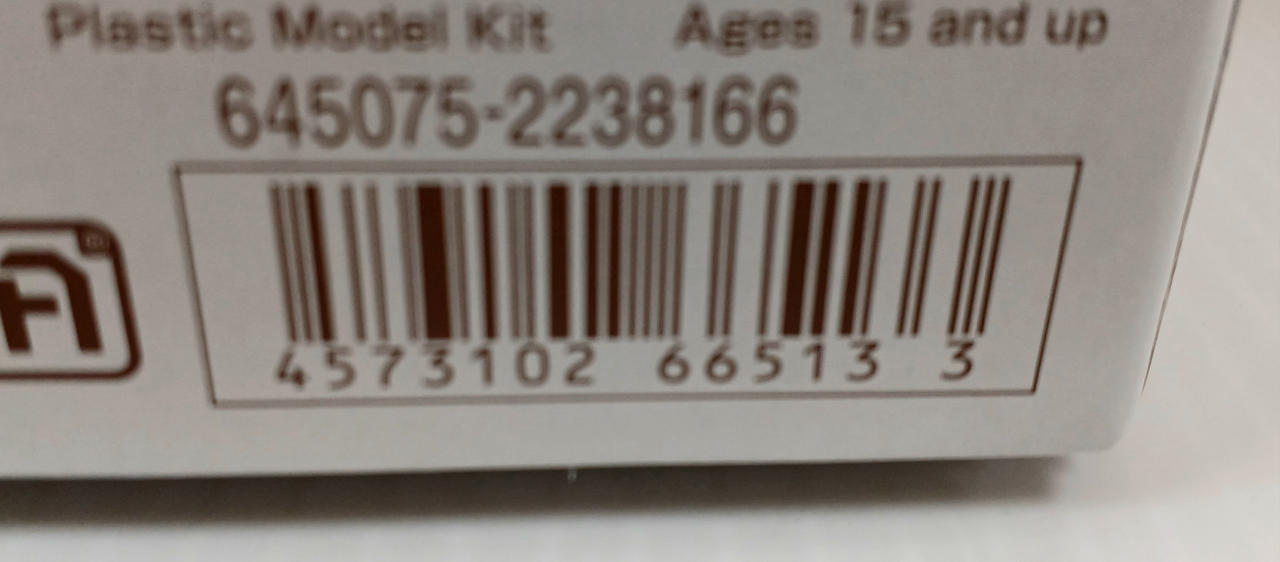 Plastic Model Kit Ages 15 and up
645075-2238166
4573102 66513 3